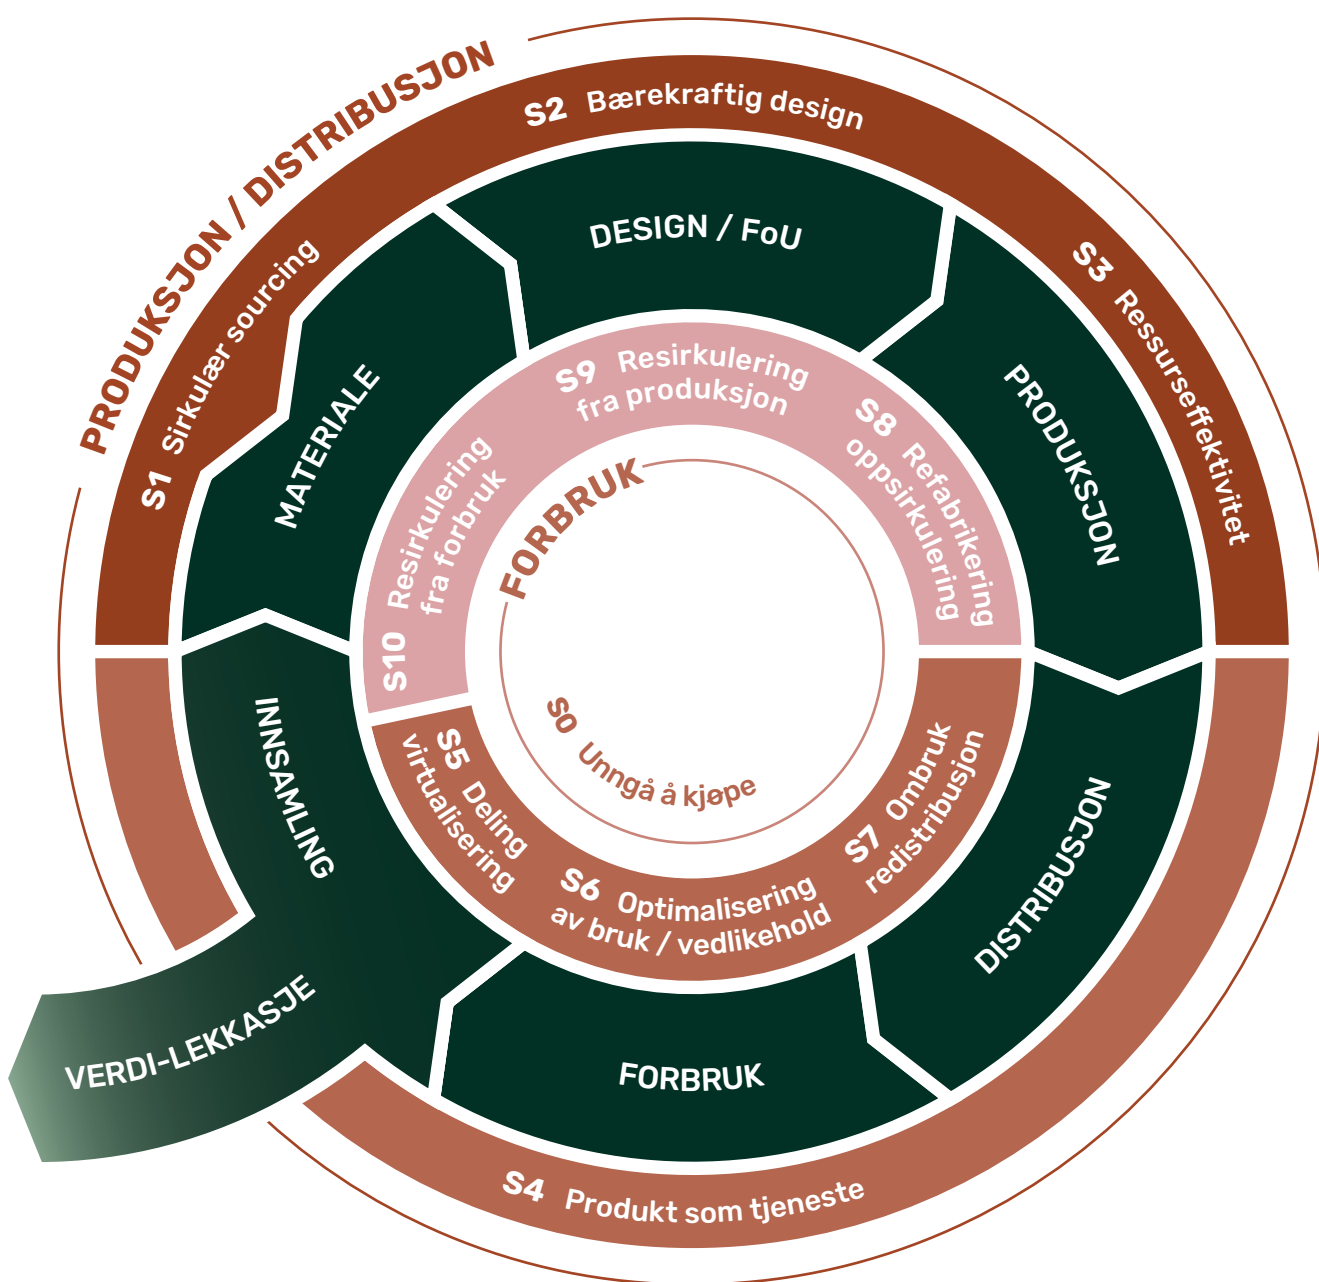 PRODUKSJON / DISTRIBUSJON
S1 Sirkulær sourcing
S2 Bærekraftig design
S3 Ressurseffektivitet
S4 Produkt som tjeneste
MATERIALE
DESIGN / FoU
PRODUKSJON
DISTRIBUSJON
FORBRUK
INNSAMLING
VERDI-LEKKASJE
S10 Resirkulering
fra forbruk
S9 Resirkulering
fra produksjon
S8 Refabrikering
oppsirkulering
S7 Ombruk
redistribusjon
S6 Optimalisering
av bruk / vedlikehold
S5 Deling
virtualisering
FORBRUK
S0 Unngå å kjøpe